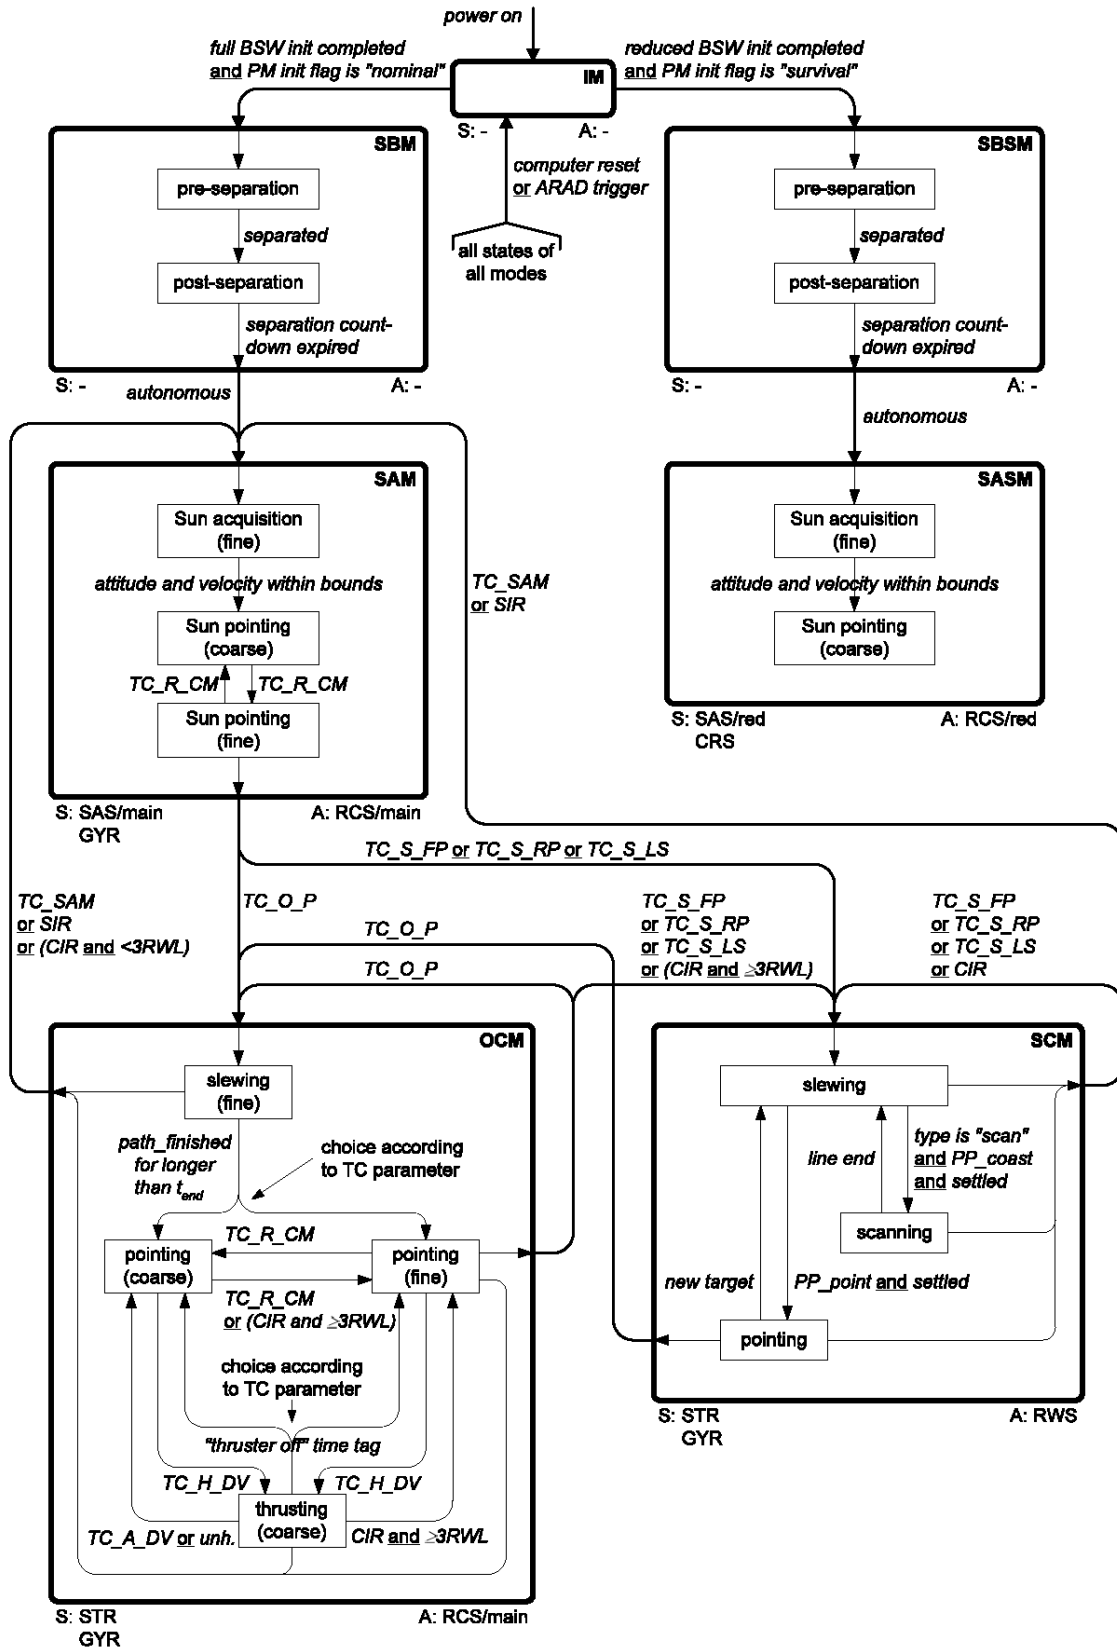 power on
full BSW init completed
and PM init flag is "nominal"
reduced BSW init completed
and PM init flag is "survival"
IM
S: -
A: -
computer reset
or ARAD trigger
all states of
all modes
SBM
pre-separation
separated
post-separation
separation count-
down expired
S: -
A: -
autonomous
SBSM
pre-separation
separated
post-separation
separation count-
down expired
S: -
A: -
autonomous
SAM
Sun acquisition
(fine)
attitude and velocity within bounds
Sun pointing
(coarse)
TC_R_CM
TC_R_CM
Sun pointing
(fine)
S: SAS/main
GYR
A: RCS/main
TC_SAM
or SIR
SASM
Sun acquisition
(fine)
attitude and velocity within bounds
Sun pointing
(coarse)
S: SAS/red
CRS
A: RCS/red
TC_S_FP or TC_S_RP or TC_S_LS
TC_SAM
or SIR
or (CIR and <3RWL)
TC_O_P
TC_O_P
TC_O_P
TC_S_FP
or TC_S_RP
or TC_S_LS
or (CIR and ≥3RWL)
TC_S_FP
or TC_S_RP
or TC_S_LS
or CIR
OCM
slewing
(fine)
path_finished
for longer
than tend
choice according
to TC parameter
pointing
(coarse)
TC_R_CM
pointing
(fine)
TC_R_CM
or (CIR and ≥3RWL)
choice according
to TC parameter
"thruster off" time tag
TC_H_DV
TC_H_DV
thrusting
(coarse)
TC_A_DV or unh.
CIR and ≥3RWL
S: STR
GYR
A: RCS/main
SCM
slewing
line end
type is "scan"
and PP_coast
and settled
scanning
new target
PP_point and settled
pointing
S: STR
GYR
A: RWS